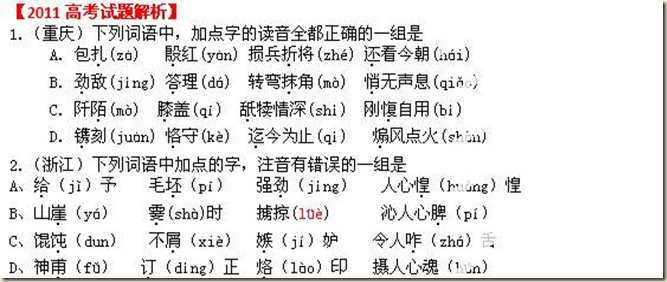 【2011高考试题解析】
1.（重庆）下列词语中，加点字的读音全都正确的一组是
A. 包扎(zā) 殷红(yān) 损兵折将(zhé) 还看今朝(hái)
B. 劲敌(jìng) 答理(dā) 转弯抹角(mò) 悄无声息(qiǎo)
C. 阡陌(mò) 膝盖(qī) 舐犊情深(shì) 刚愎自用(bì)
D. 镌刻(juān) 恪守(kè) 迄今为止(qì) 煽风点火(shān)
2.（浙江）下列词语中加点的字，注音有错误的一组是
A、给（jǐ）予 毛坯（pī） 强劲（jìng） 人心惶（huáng）惶
B、山崖（yá） 霎(shà)时 掳掠(lüè) 沁人心脾（pí）
C、馄饨（dun） 不屑（xiè） 嫉（jí）妒 令人咋（zhá）舌
D、神甫（fǔ） 订（dìng）正 烙（lào）印 摄人心魂（hún）